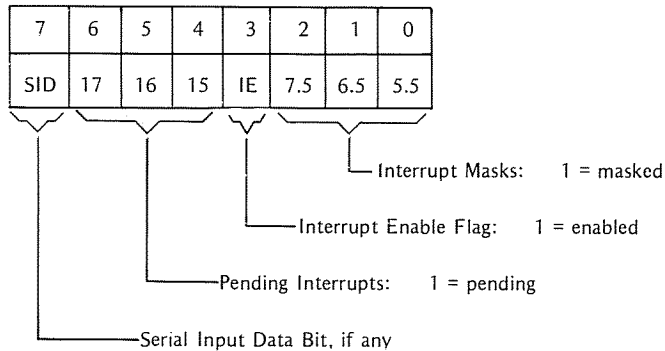 7 6 5 4 3 2 1 0
SID 17 16 15 IE 7.5 6.5 5.5
Interrupt Masks: 1 = masked
Interrupt Enable Flag: 1 = enabled
Pending Interrupts: 1 = pending
Serial Input Data Bit, if any